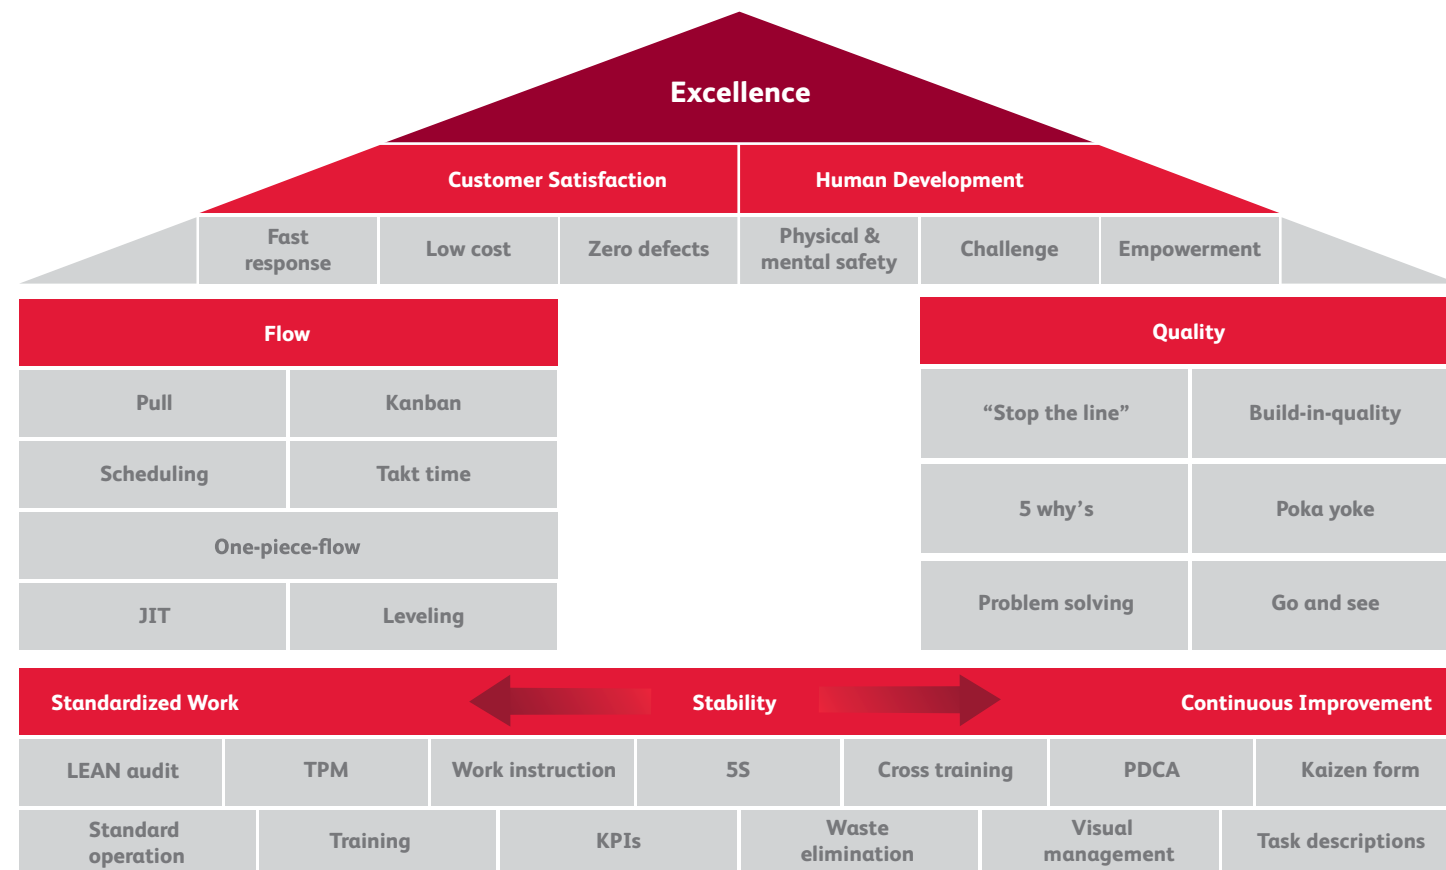 Excellence
Customer Satisfaction
Human Development
Fast
response
Low cost
Zero defects
Physical &
mental safety
Challenge
Empowerment
Flow
Pull
Kanban
Scheduling
Takt time
One-piece-flow
JIT
Leveling
Quality
“Stop the line”
Build-in-quality
5 why’s
Poka yoke
Problem solving
Go and see
Standardized Work
Stability
Continuous Improvement
LEAN audit
TPM
Work instruction
5S
Cross training
PDCA
Kaizen form
Standard
operation
Training
KPIs
Waste
elimination
Visual
management
Task descriptions